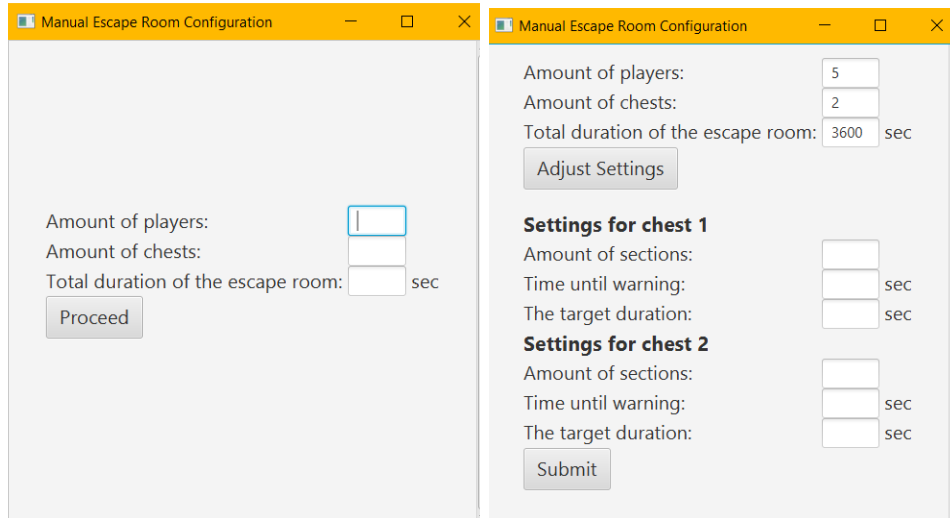 Manual Escape Room Configuration
Amount of players:
Amount of chests:
Total duration of the escape room: sec
Proceed
Manual Escape Room Configuration
Amount of players: 5
Amount of chests: 2
Total duration of the escape room: 3600 sec
Adjust Settings
Settings for chest 1
Amount of sections:
Time until warning: sec
The target duration: sec
Settings for chest 2
Amount of sections:
Time until warning: sec
The target duration: sec
Submit